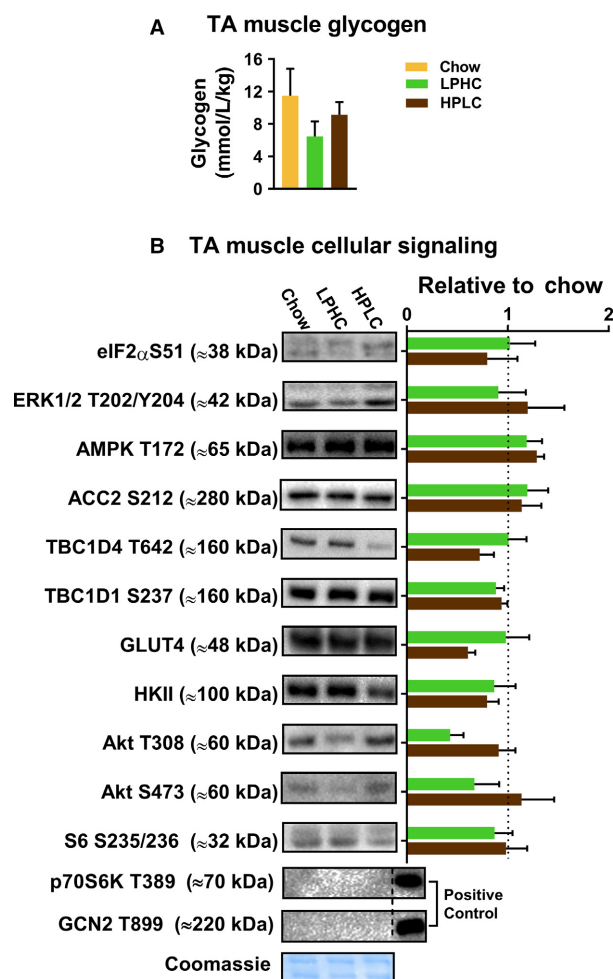 A TA muscle glycogen
16
12
8
4
0
Glycogen
(mmol/L/kg)
Chow
LPHC
HPLC
B TA muscle cellular signaling
Relative to chow
Chow
LPHC
HPLC
0 1 2
eIF2αS51 (≈38 kDa)
ERK1/2 T202/Y204 (≈42 kDa)
AMPK T172 (≈65 kDa)
ACC2 S212 (≈280 kDa)
TBC1D4 T642 (≈160 kDa)
TBC1D1 S237 (≈160 kDa)
GLUT4 (≈48 kDa)
HKII (≈100 kDa)
Akt T308 (≈60 kDa)
Akt S473 (≈60 kDa)
S6 S235/236 (≈32 kDa)
p70S6K T389 (≈70 kDa)
GCN2 T899 (≈220 kDa)
Positive
Control
Coomassie